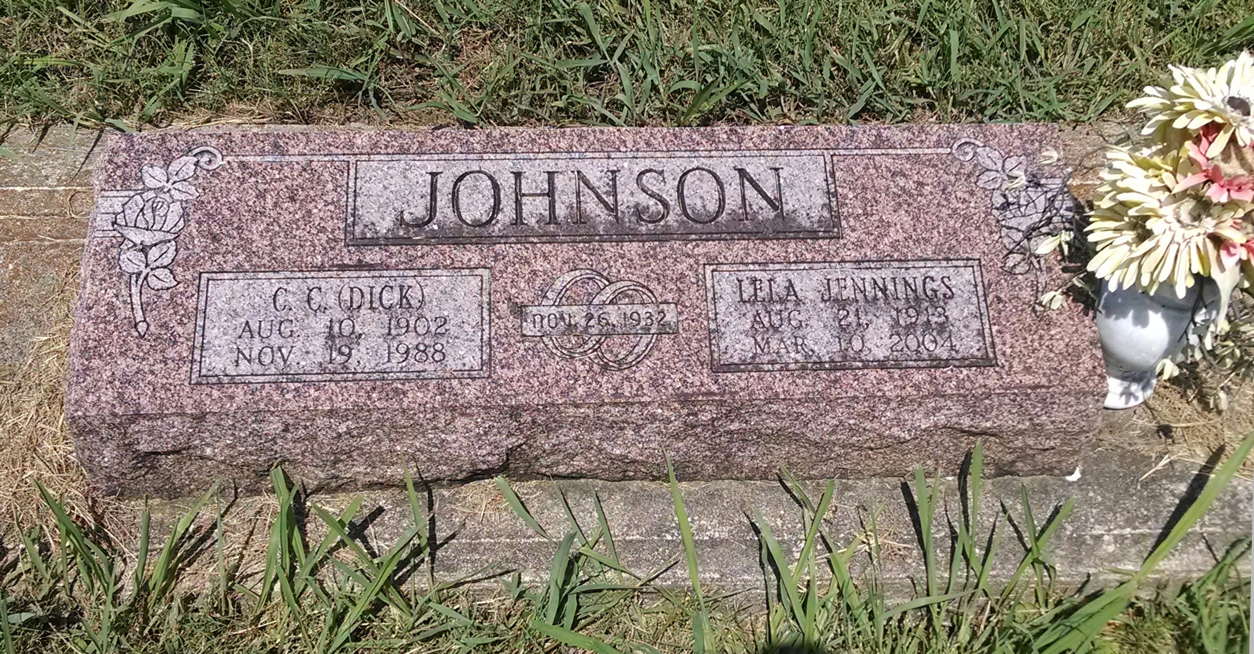 JOHNSON
C. C. (DICK)
AUG. 10, 1902
NOV. 19, 1988
NOV. 26, 1932
LELA JENNINGS
AUG. 21, 1913
MAR. 10, 2004